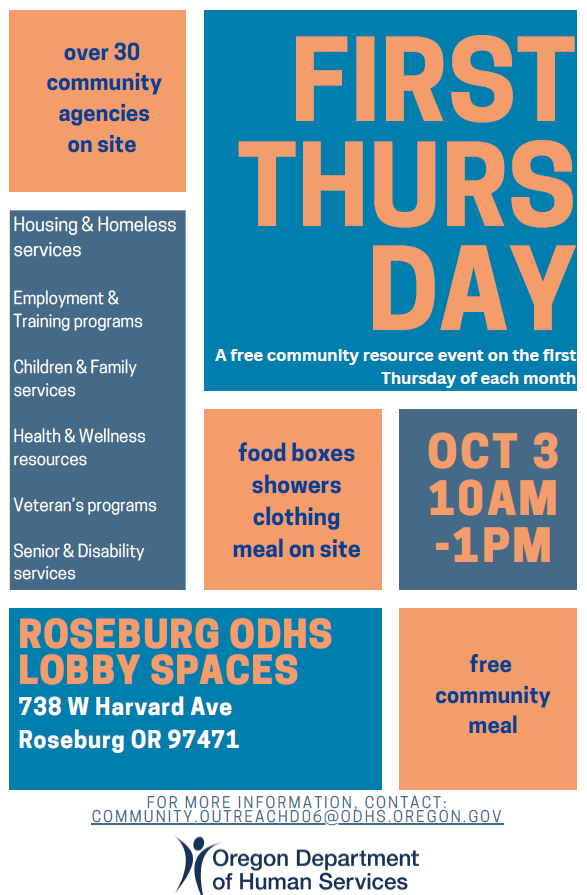 over 30
community
agencies
on site
FIRST
THURS
DAY
A free community resource event on the first
Thursday of each month
Housing & Homeless
services
Employment &
Training programs
Children & Family
services
Health & Wellness
resources
Veteran's programs
Senior & Disability
services
food boxes
showers
clothing
meal on site
OCT 3
10AM
-1PM
ROSEBURG ODHS
LOBBY SPACES
738 W Harvard Ave
Roseburg OR 97471
free
community
meal
FOR MORE INFORMATION, CONTACT:
COMMUNITY.OUTREACHD06@ODHS.OREGON.GOV
Oregon Department
of Human Services